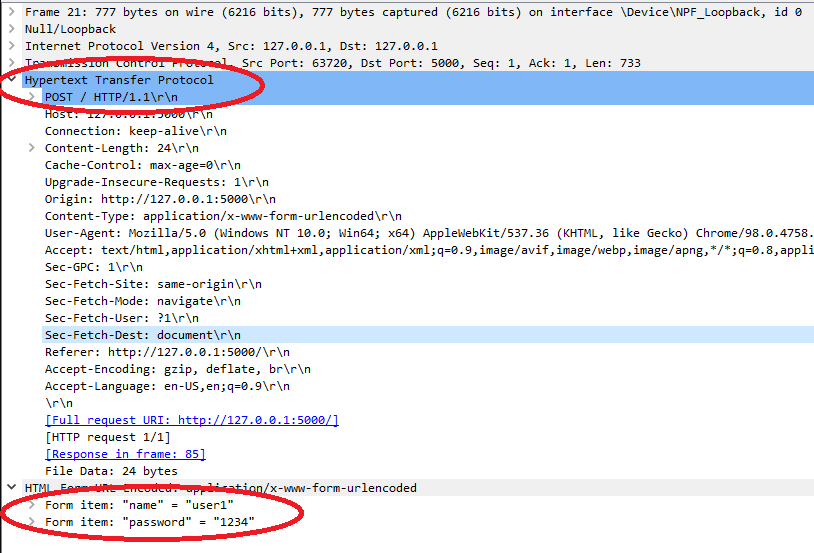 Frame 21: 777 bytes on wire (6216 bits), 777 bytes captured (6216 bits) on interface \Device\NPF_Loopback, id 0
Null/Loopback
Internet Protocol Version 4, Src: 127.0.0.1, Dst: 127.0.0.1
Transmission Control Protocol, Src Port: 63720, Dst Port: 5000, Seq: 1, Ack: 1, Len: 733
Hypertext Transfer Protocol
POST / HTTP/1.1\r\n
Host: 127.0.0.1:5000\r\n
Connection: keep-alive\r\n
Content-Length: 24\r\n
Cache-Control: max-age=0\r\n
Upgrade-Insecure-Requests: 1\r\n
Origin: http://127.0.0.1:5000\r\n
Content-Type: application/x-www-form-urlencoded\r\n
User-Agent: Mozilla/5.0 (Windows NT 10.0; Win64; x64) AppleWebKit/537.36 (KHTML, like Gecko) Chrome/98.0.4758.
Accept: text/html,application/xhtml+xml,application/xml;q=0.9,image/avif,image/webp,image/apng,*/*;q=0.8,appli
Sec-GPC: 1\r\n
Sec-Fetch-Site: same-origin\r\n
Sec-Fetch-Mode: navigate\r\n
Sec-Fetch-User: ?1\r\n
Sec-Fetch-Dest: document\r\n
Referer: http://127.0.0.1:5000/\r\n
Accept-Encoding: gzip, deflate, br\r\n
Accept-Language: en-US,en;q=0.9\r\n
\r\n
[Full request URI: http://127.0.0.1:5000/]
[HTTP request 1/1]
[Response in frame: 85]
File Data: 24 bytes
HTML Form URL Encoded: application/x-www-form-urlencoded
Form item: "name" = "user1"
Form item: "password" = "1234"